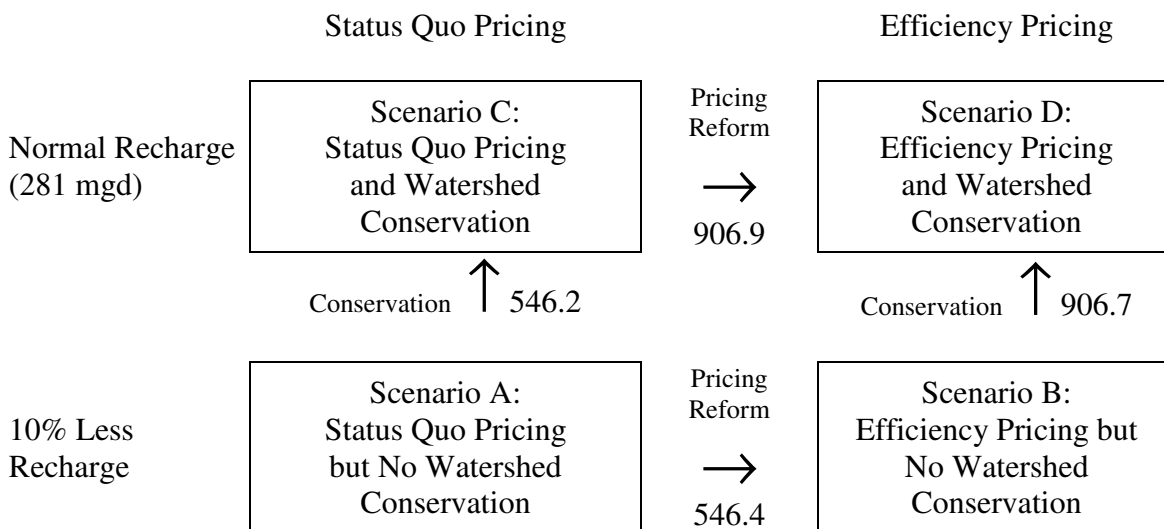 Status Quo Pricing
Efficiency Pricing
Normal Recharge
(281 mgd)
Scenario C:
Status Quo Pricing
and Watershed
Conservation
Pricing
Reform
→
906.9
Scenario D:
Efficiency Pricing
and Watershed
Conservation
Conservation ↑ 546.2
Conservation ↑ 906.7
10% Less
Recharge
Scenario A:
Status Quo Pricing
but No Watershed
Conservation
Pricing
Reform
→
546.4
Scenario B:
Efficiency Pricing but
No Watershed
Conservation